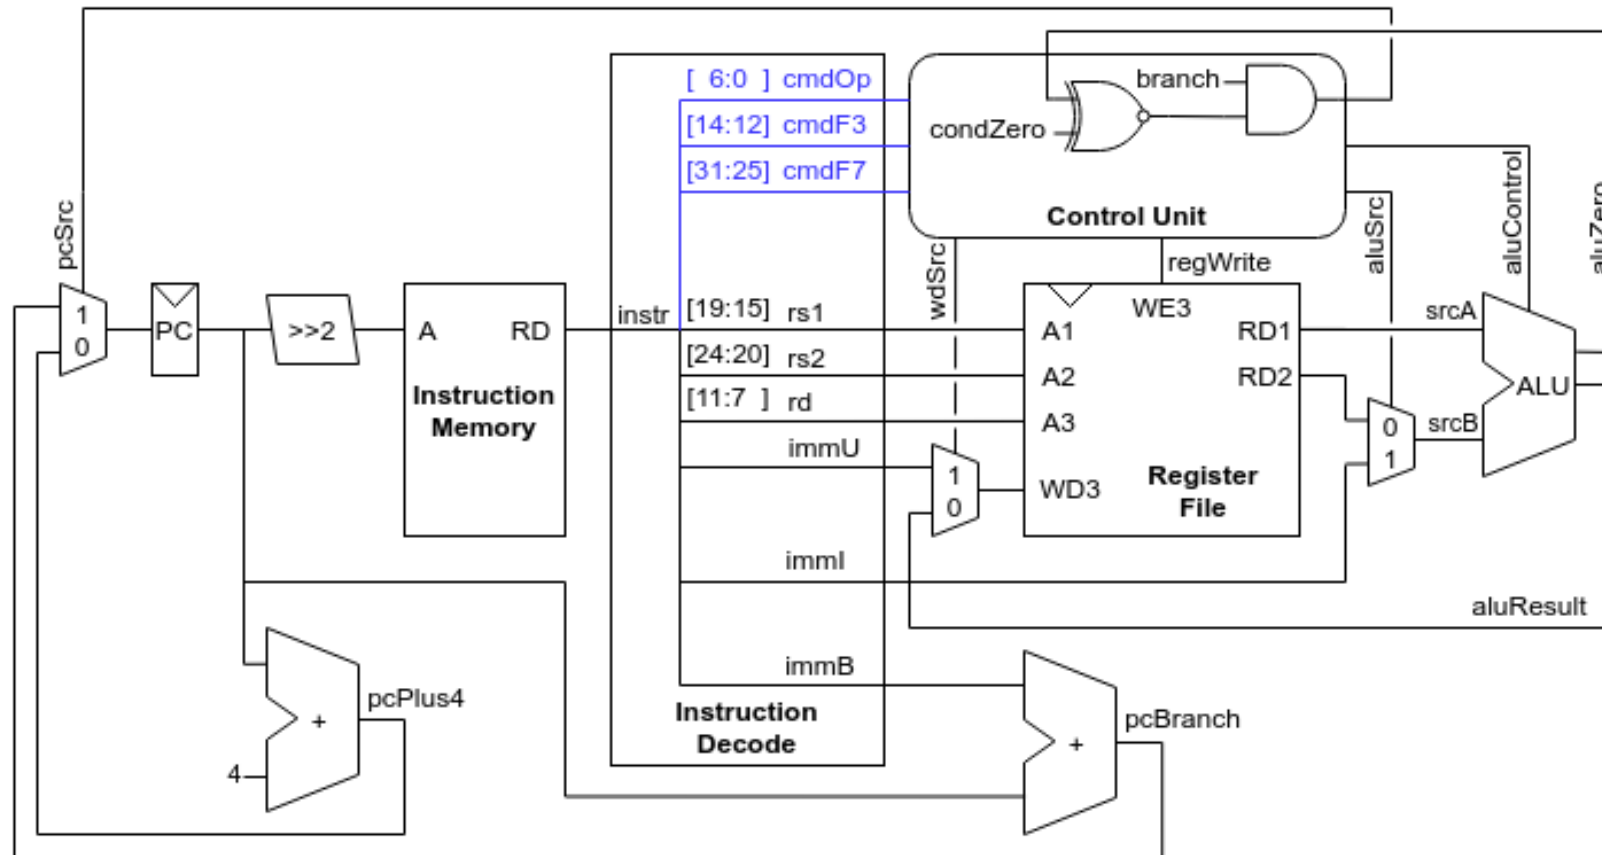 [ 6:0 ] cmdOp
branch
[14:12] cmdF3
condZero
[31:25] cmdF7
Control Unit
pcSrc
wdSrc
regWrite
aluSrc
aluControl
aluZero
1
0
PC
>>2
A
RD
Instruction
Memory
instr
[19:15] rs1
[24:20] rs2
[11:7 ] rd
immU
1
0
A1
A2
A3
WD3
WE3
RD1
RD2
Register
File
srcA
0
1
srcB
ALU
immI
aluResult
immB
pcPlus4
+
4
Instruction
Decode
+
pcBranch